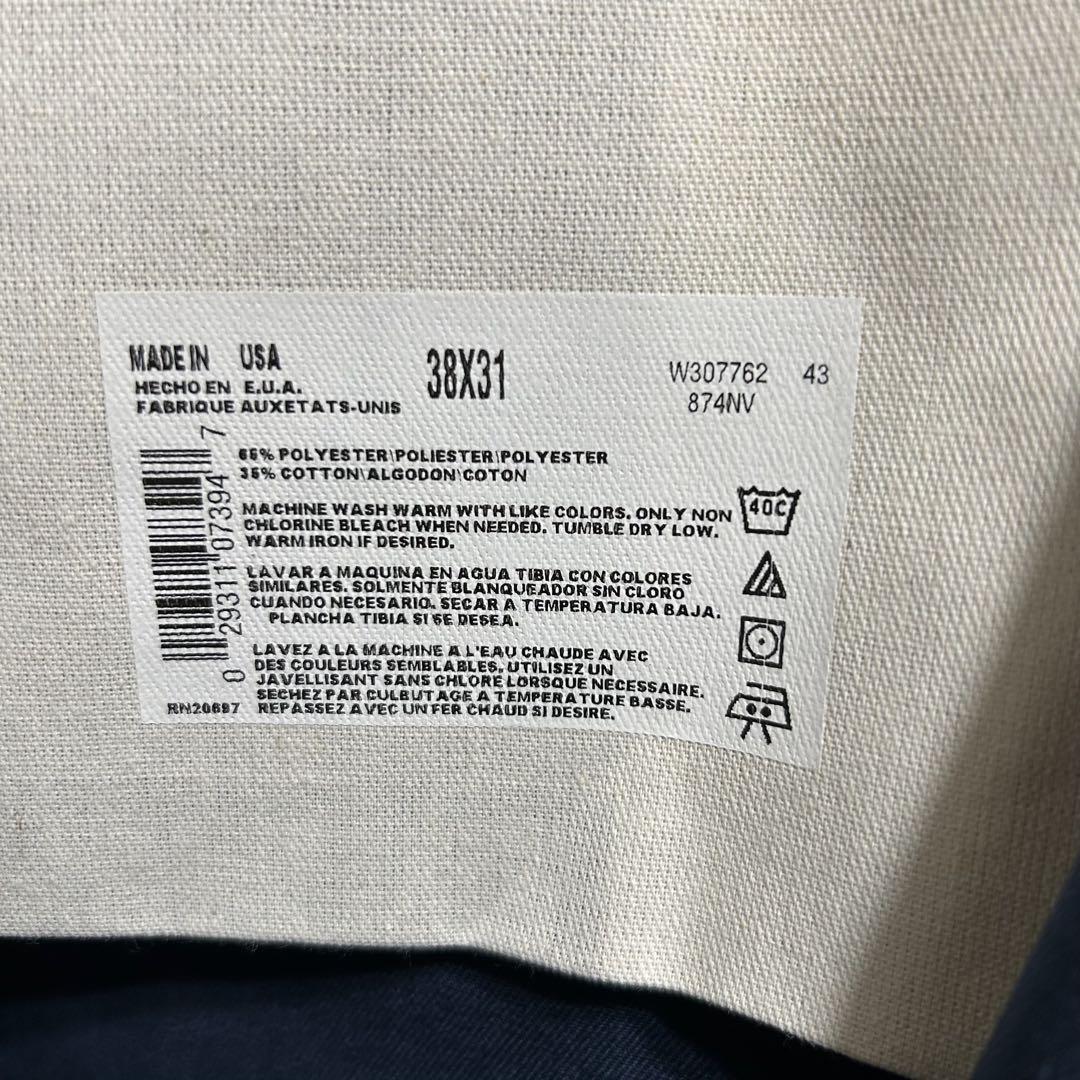 MADE IN USA
HECHO EN E.U.A.
FABRIQUE AUXETATS-UNIS
38X31
W307762 43
874NV
65% POLYESTER\POLIESTER\POLYESTER
35% COTTON\ALGODON\COTON
MACHINE WASH WARM WITH LIKE COLORS. ONLY NON
CHLORINE BLEACH WHEN NEEDED. TUMBLE DRY LOW.
WARM IRON IF DESIRED.
LAVAR A MAQUINA EN AGUA TIBIA CON COLORES
SIMILARES. SOLMENTE BLANQUEADOR SIN CLORO
CUANDO NECESARIO. SECAR A TEMPERATURA BAJA.
PLANCHA TIBIA SI SE DESEA.
LAVEZ A LA MACHINE A L'EAU CHAUDE AVEC
DES COULEURS SEMBLABLES. UTILISEZ UN
JAVELLISANT SANS CHLORE LORSQUE NECESSAIRE.
SECHEZ PAR CULBUTAGE A TEMPERATURE BASSE.
REPASSEZ AVEC UN FER CHAUD SI DESIRE.
40C
0 29311 07394 7
RN20697